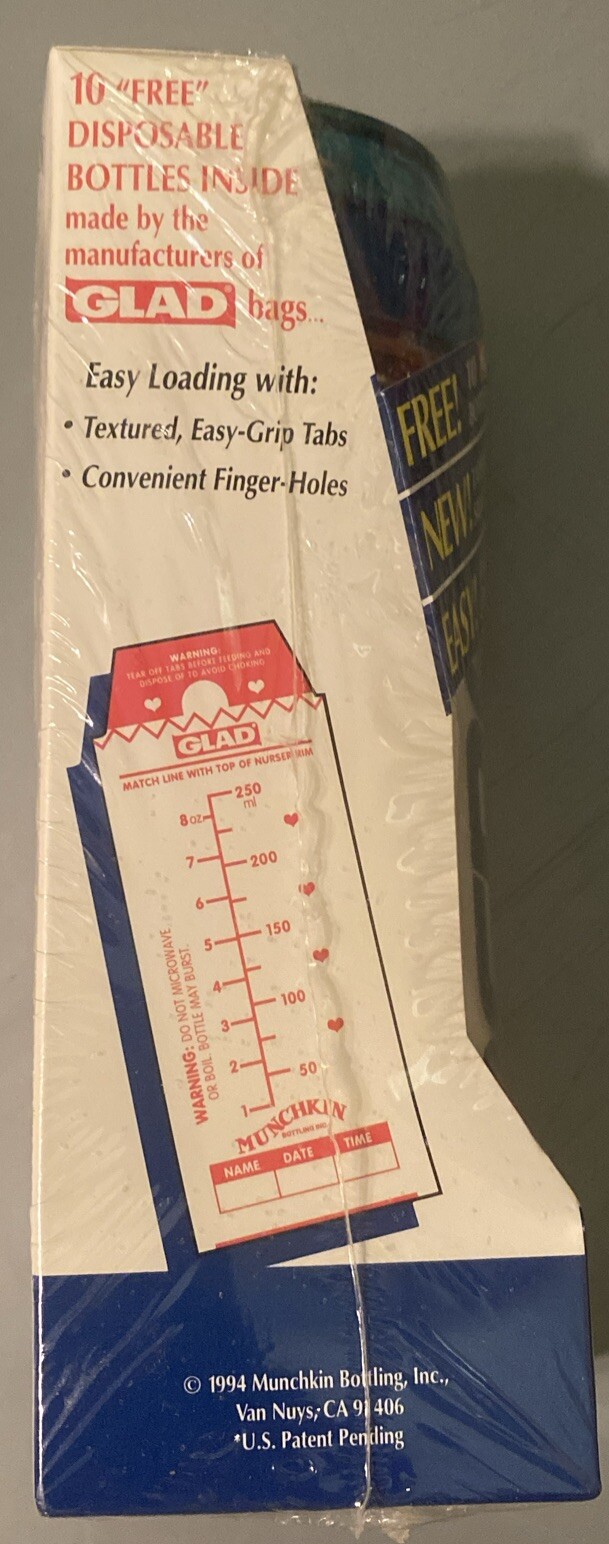 10 "FREE"
DISPOSABLE
BOTTLES INSIDE
made by the
manufacturers of
GLAD® bags...
Easy Loading with:
• Textured, Easy-Grip Tabs
• Convenient Finger-Holes
FREE!
NEW!
EASY
WARNING:
TEAR OFF TABS BEFORE FEEDING AND
DISPOSE OF TO AVOID CHOKING
GLAD
MATCH LINE WITH TOP OF NURSER RIM
250
ml
8 oz
7
200
6
150
5
4
100
3
2
50
1
WARNING: DO NOT MICROWAVE
OR BOIL. BOTTLE MAY BURST.
MUNCHKIN
BOTTLING INC.
NAME DATE TIME
© 1994 Munchkin Bottling, Inc.,
Van Nuys, CA 91406
*U.S. Patent Pending